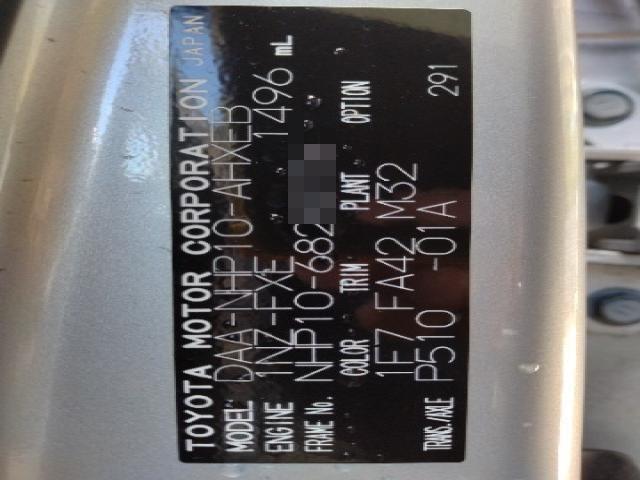 TOYOTA MOTOR CORPORATION JAPAN
MODEL DAA-NHP10-AHXEB
ENGINE 1NZ-FXE 1496 mL
FRAME No. NHP10-682
COLOR TRIM PLANT OPTION
1F7 FA42 M32
TRANS./AXLE P510 -01A 291